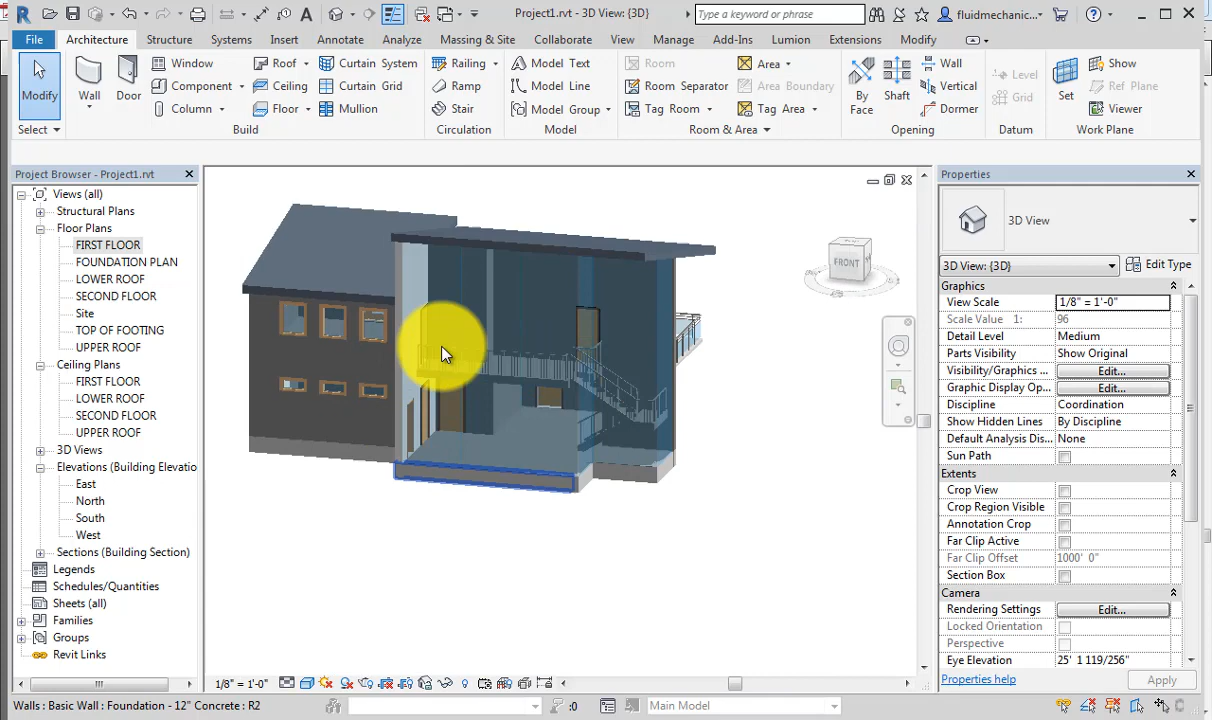 Project1.rvt - 3D View: {3D}
Type a keyword or phrase
fluidmechanic...
File Architecture Structure Systems Insert Annotate Analyze Massing & Site Collaborate View Manage Add-Ins Lumion Extensions Modify
Modify
Wall
Door
Window
Component
Column
Roof
Ceiling
Floor
Curtain System
Curtain Grid
Mullion
Railing
Ramp
Stair
Model Text
Model Line
Model Group
Room
Room Separator
Tag Room
Area
Area Boundary
Tag Area
By
Face
Shaft
Wall
Vertical
Dormer
Level
Grid
Set
Show
Ref Plane
Viewer
Select Build Circulation Model Room & Area Opening Datum Work Plane
Project Browser - Project1.rvt
Views (all)
Structural Plans
Floor Plans
FIRST FLOOR
FOUNDATION PLAN
LOWER ROOF
SECOND FLOOR
Site
TOP OF FOOTING
UPPER ROOF
Ceiling Plans
FIRST FLOOR
LOWER ROOF
SECOND FLOOR
UPPER ROOF
3D Views
Elevations (Building Elevatio
East
North
South
West
Sections (Building Section)
Legends
Schedules/Quantities
Sheets (all)
Families
Groups
Revit Links
FRONT
Properties
3D View
3D View: {3D} Edit Type
Graphics
View Scale 1/8" = 1'-0"
Scale Value 1: 96
Detail Level Medium
Parts Visibility Show Original
Visibility/Graphics ... Edit...
Graphic Display Op... Edit...
Discipline Coordination
Show Hidden Lines By Discipline
Default Analysis Dis... None
Sun Path
Extents
Crop View
Crop Region Visible
Annotation Crop
Far Clip Active
Far Clip Offset 1000' 0"
Section Box
Camera
Rendering Settings Edit...
Locked Orientation
Perspective
Eye Elevation 25' 1 119/256"
Properties help Apply
1/8" = 1'-0"
Walls : Basic Wall : Foundation - 12" Concrete : R2
:0
Main Model